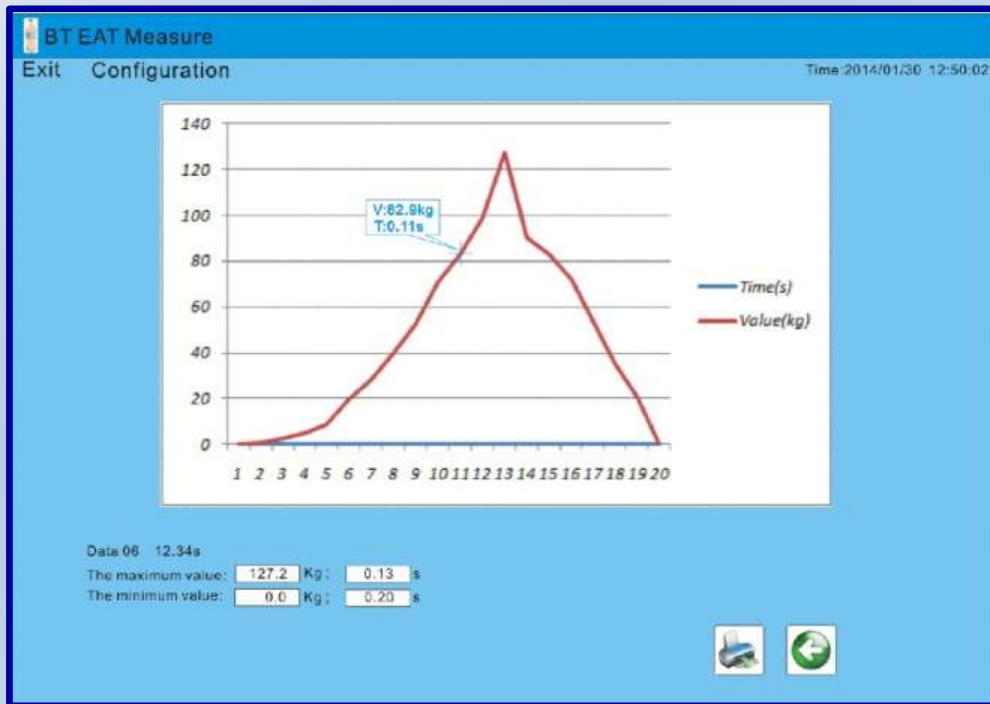 BT EAT Measure
Exit Configuration
Time:2014/01/30 12:50:02
140
120
100
80
60
40
20
0
V:82.9kg
T:0.11s
Time(s)
Value(kg)
1 2 3 4 5 6 7 8 9 10 11 12 13 14 15 16 17 18 19 20
Data 06 12.34s
The maximum value: 127.2 Kg: 0.13 s
The minimum value: 0.0 Kg: 0.20 s